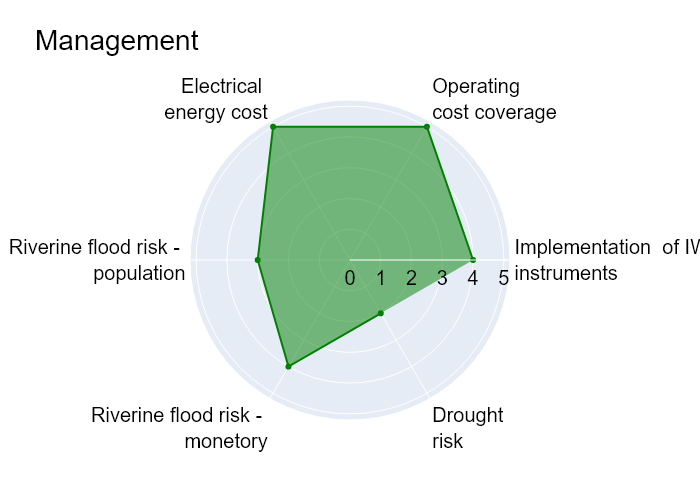 Management
Electrical
energy cost
Operating
cost coverage
Riverine flood risk -
population
Implementation  of IW
instruments
0 1 2 3 4 5
Riverine flood risk -
monetory
Drought
risk